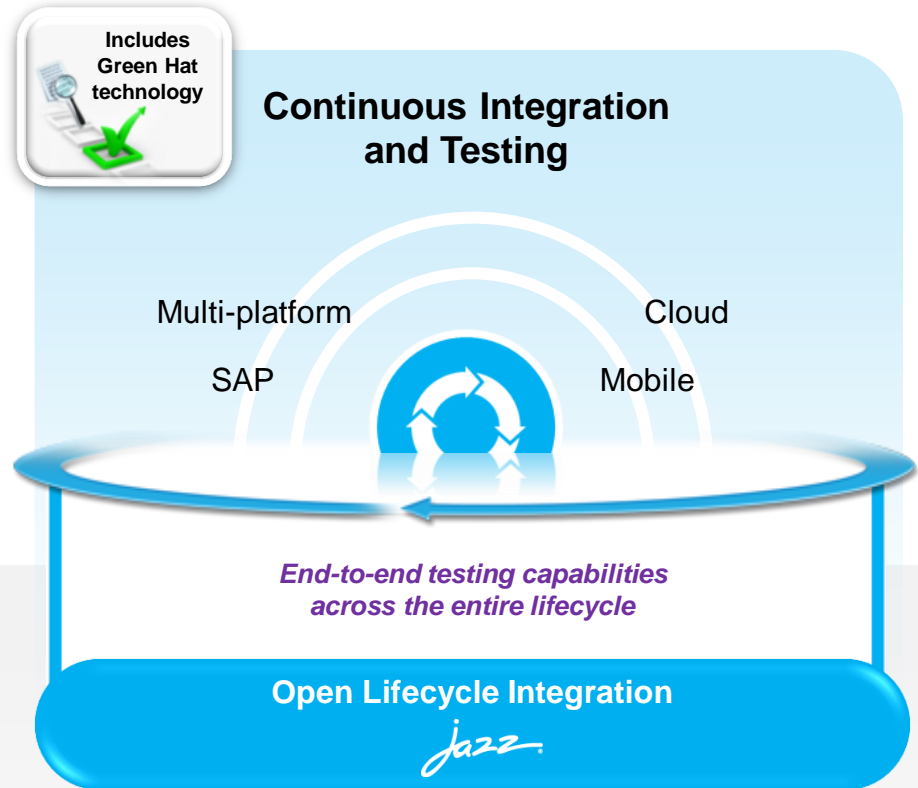 Includes
Green Hat
technology
Continuous Integration
and Testing
Multi-platform
Cloud
SAP
Mobile
End-to-end testing capabilities
across the entire lifecycle
Open Lifecycle Integration
jazz